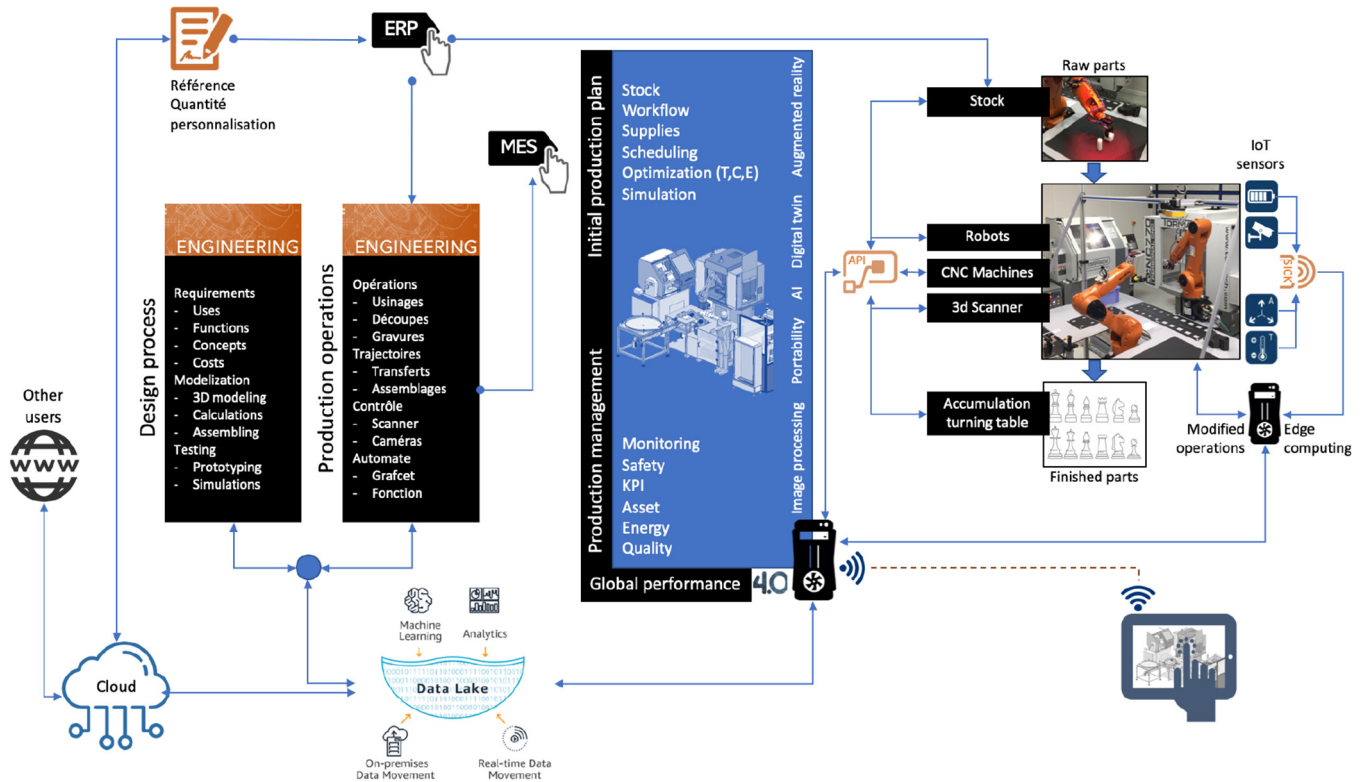 Référence
Quantité
personnalisation
ERP
MES
ENGINEERING
Design process
Requirements
- Uses
- Functions
- Concepts
- Costs
Modelization
- 3D modeling
- Calculations
- Assembling
Testing
- Prototyping
- Simulations
ENGINEERING
Production operations
Opérations
- Usinages
- Découpes
- Gravures
Trajectoires
- Transferts
- Assemblages
Contrôle
- Scanner
- Caméras
Automate
- Grafcet
- Fonction
Other
users
WWW
Cloud
Machine
Learning
Analytics
Data Lake
On-premises
Data Movement
Real-time Data
Movement
Initial production plan
Stock
Workflow
Supplies
Scheduling
Optimization (T,C,E)
Simulation
Production management
Monitoring
Safety
KPI
Asset
Energy
Quality
Image processing Portability AI Digital twin Augmented reality
Global performance
4.0
API
Raw parts
Stock
Robots
CNC Machines
3d Scanner
Accumulation
turning table
Finished parts
IoT
sensors
SICK
A
T
Modified
operations
Edge
computing